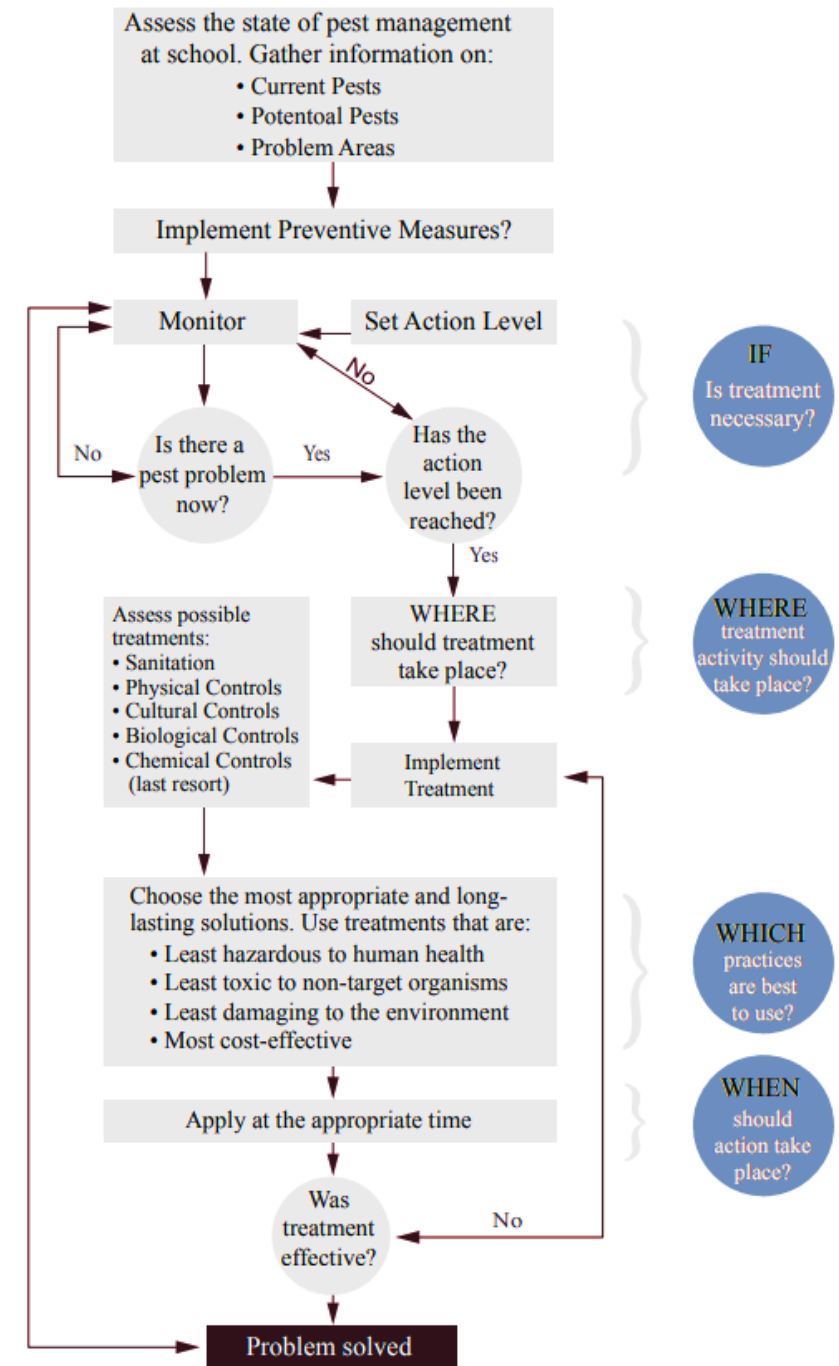 Assess the state of pest management
at school. Gather information on:
• Current Pests
• Potentoal Pests
• Problem Areas
Implement Preventive Measures?
Monitor
Set Action Level
IF
Is treatment
necessary?
No
No
Is there a
pest problem
now?
Yes
Has the
action
level been
reached?
Yes
Assess possible
treatments:
• Sanitation
• Physical Controls
• Cultural Controls
• Biological Controls
• Chemical Controls
(last resort)
WHERE
should treatment
take place?
WHERE
treatment
activity should
take place?
Implement
Treatment
Choose the most appropriate and long-
lasting solutions. Use treatments that are:
• Least hazardous to human health
• Least toxic to non-target organisms
• Least damaging to the environment
• Most cost-effective
WHICH
practices
are best
to use?
Apply at the appropriate time
WHEN
should
action take
place?
Was
treatment
effective?
No
Problem solved